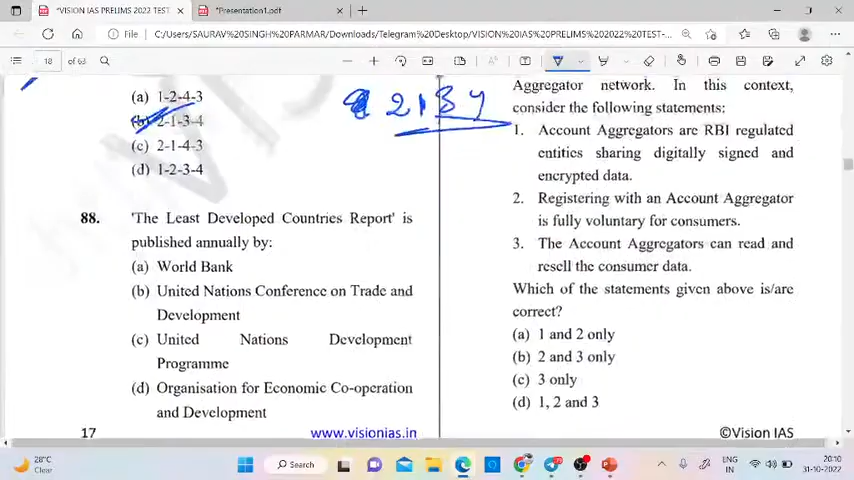 *VISION IAS PRELIMS 2022 TEST-
*Presentation1.pdf
File
C:/Users/SAURAV%20SINGH%20PARMAR/Downloads/Telegram%20Desktop/VISION%20IAS%20PRELIMS%202022%20TEST-...
18 of 63
(a) 1-2-4-3
(b) 2-1-3-4
(c) 2-1-4-3
(d) 1-2-3-4
2134
88. 'The Least Developed Countries Report' is
published annually by:
(a) World Bank
(b) United Nations Conference on Trade and
Development
(c) United Nations Development
Programme
(d) Organisation for Economic Co-operation
and Development
17
www.visionias.in
Aggregator network. In this context,
consider the following statements:
1. Account Aggregators are RBI regulated
entities sharing digitally signed and
encrypted data.
2. Registering with an Account Aggregator
is fully voluntary for consumers.
3. The Account Aggregators can read and
resell the consumer data.
Which of the statements given above is/are
correct?
(a) 1 and 2 only
(b) 2 and 3 only
(c) 3 only
(d) 1, 2 and 3
©Vision IAS
28°C
Clear
Search
ENG
IN
20:10
31-10-2022